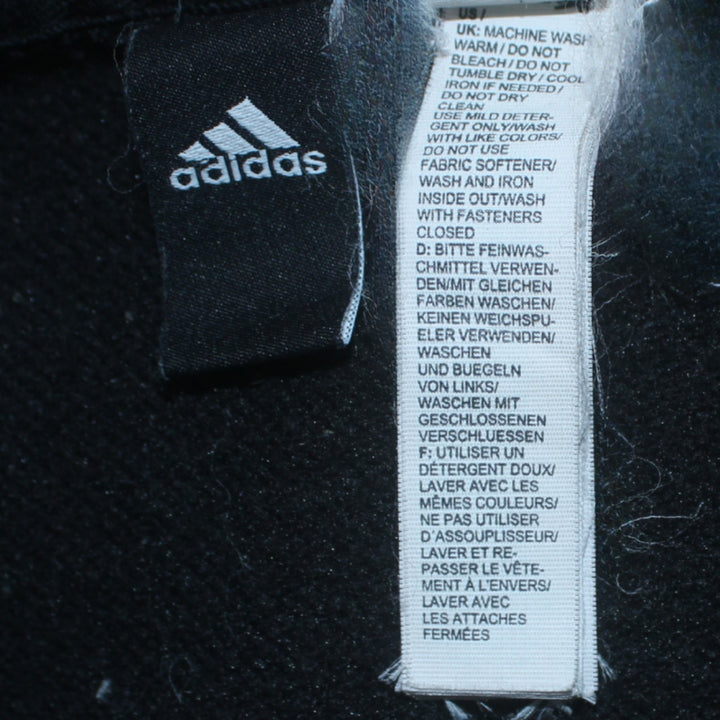 adidas
US/
UK: MACHINE WASH
WARM/DO NOT
BLEACH/DO NOT
TUMBLE DRY/COOL
IRON IF NEEDED/
DO NOT DRY
CLEAN
USE MILD DETER-
GENT ONLY/WASH
WITH LIKE COLORS/
DO NOT USE
FABRIC SOFTENER/
WASH AND IRON
INSIDE OUT/WASH
WITH FASTENERS
CLOSED
D: BITTE FEINWAS-
CHMITTEL VERWEN-
DEN/MIT GLEICHEN
FARBEN WASCHEN/
KEINEN WEICHSPU-
ELER VERWENDEN/
WASCHEN
UND BUEGELN
VON LINKS/
WASCHEN MIT
GESCHLOSSENEN
VERSCHLUESSEN
F: UTILISER UN
DÉTERGENT DOUX/
LAVER AVEC LES
MÊMES COULEURS/
NE PAS UTILISER
D'ASSOUPLISSEUR/
LAVER ET RE-
PASSER LE VÊTE-
MENT À L'ENVERS/
LAVER AVEC
LES ATTACHES
FERMÉES